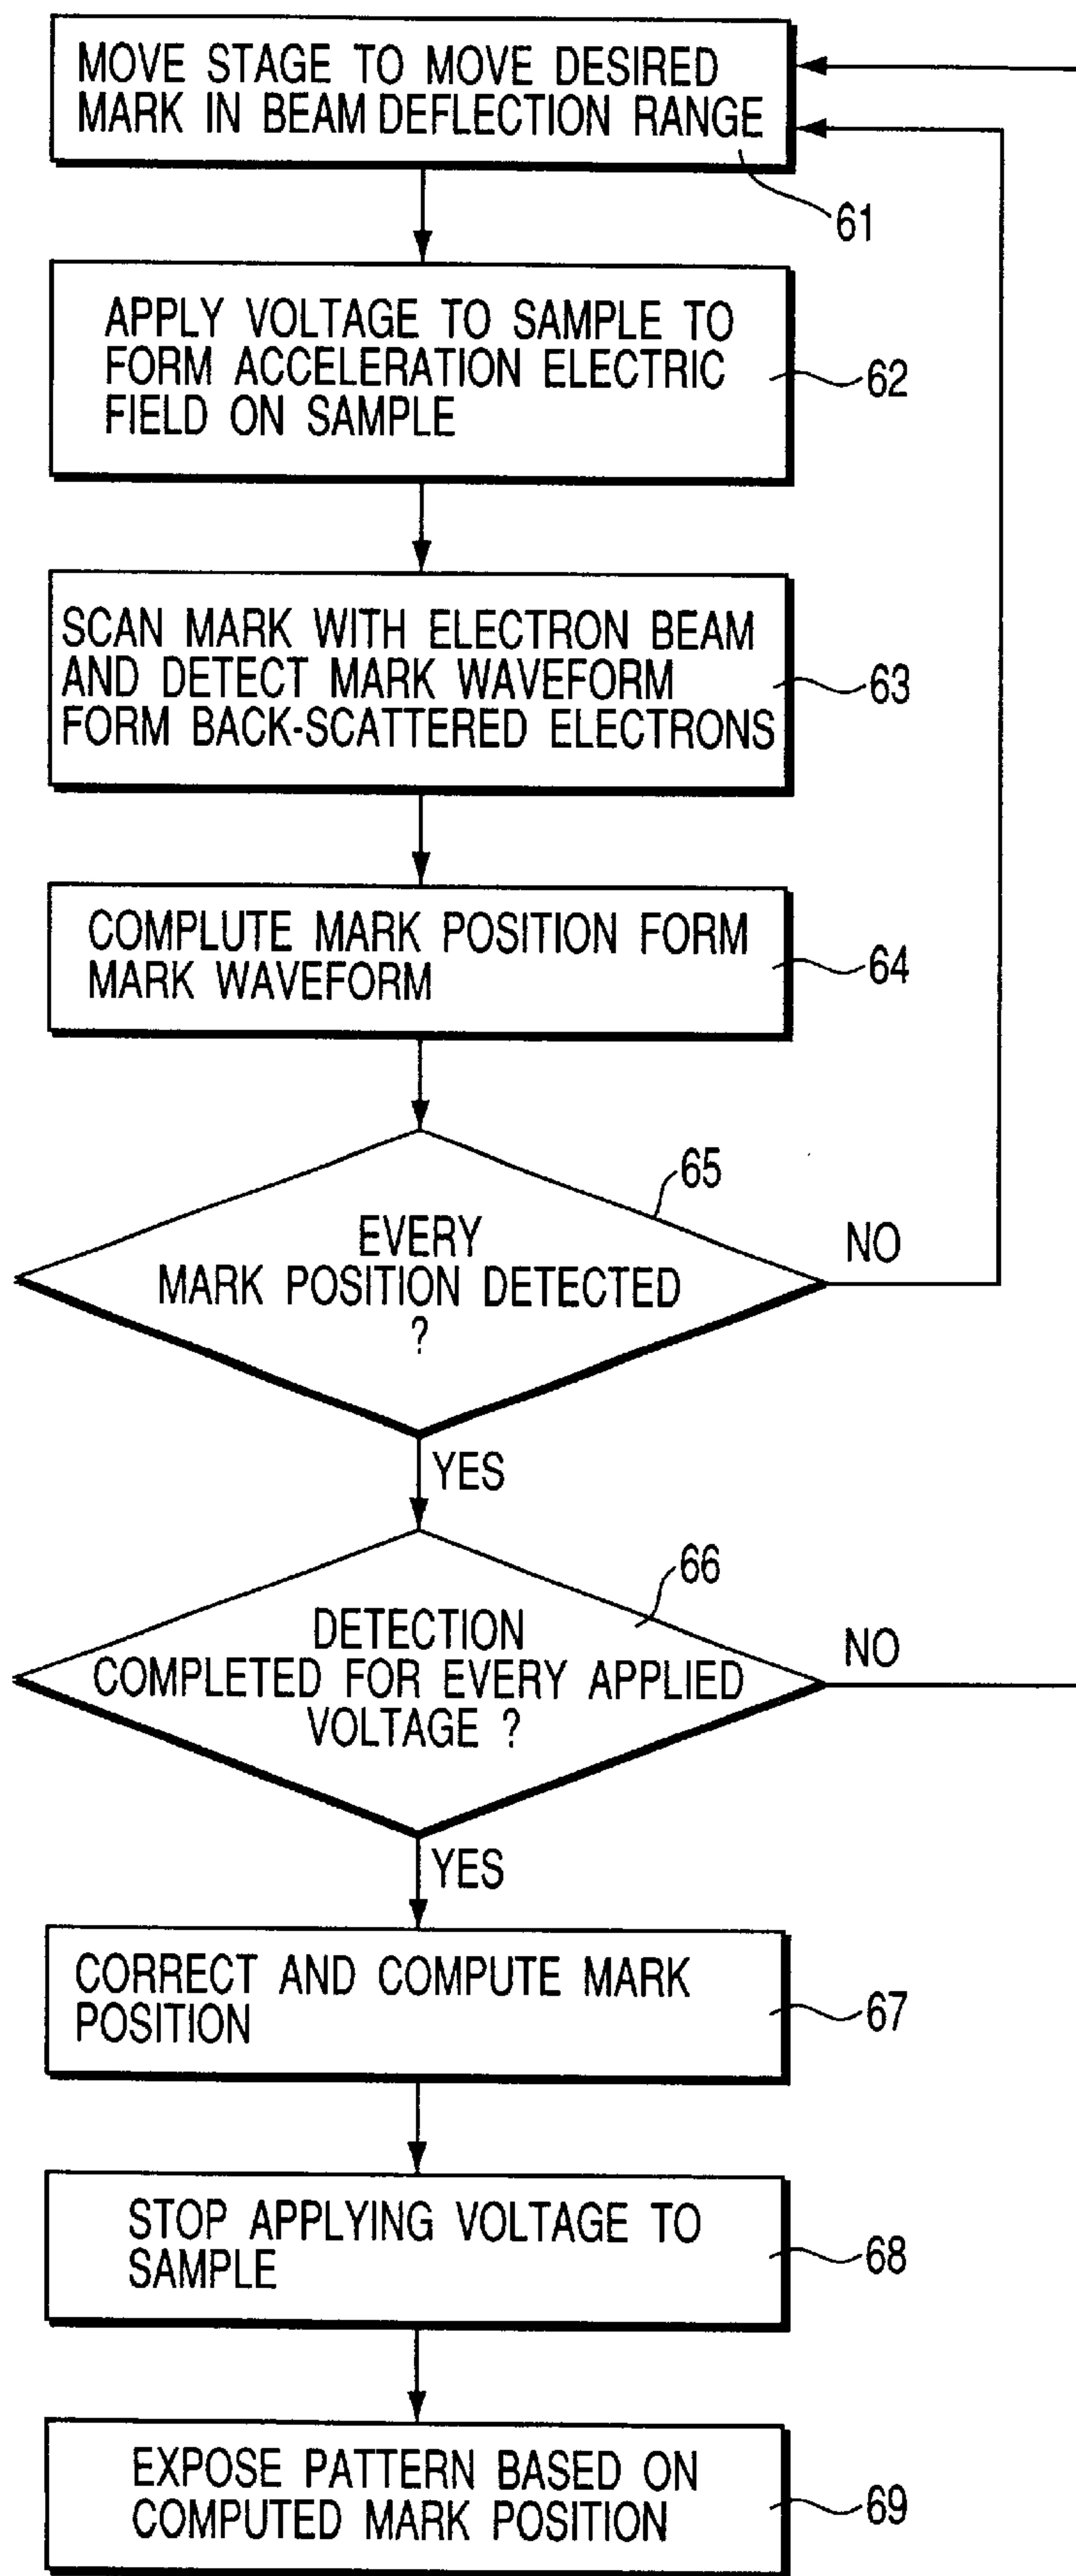 MOVE STAGE TO MOVE DESIRED
MARK IN BEAM DEFLECTION RANGE
61
APPLY VOLTAGE TO SAMPLE TO
FORM ACCELERATION ELECTRIC
FIELD ON SAMPLE
62
SCAN MARK WITH ELECTRON BEAM
AND DETECT MARK WAVEFORM
FORM BACK-SCATTERED ELECTRONS
63
COMPLUTE MARK POSITION FORM
MARK WAVEFORM
64
65
EVERY
MARK POSITION DETECTED
?
NO
YES
66
DETECTION
COMPLETED FOR EVERY APPLIED
VOLTAGE ?
NO
YES
CORRECT AND COMPUTE MARK
POSITION
67
STOP APPLYING VOLTAGE TO
SAMPLE
68
EXPOSE PATTERN BASED ON
COMPUTED MARK POSITION
69